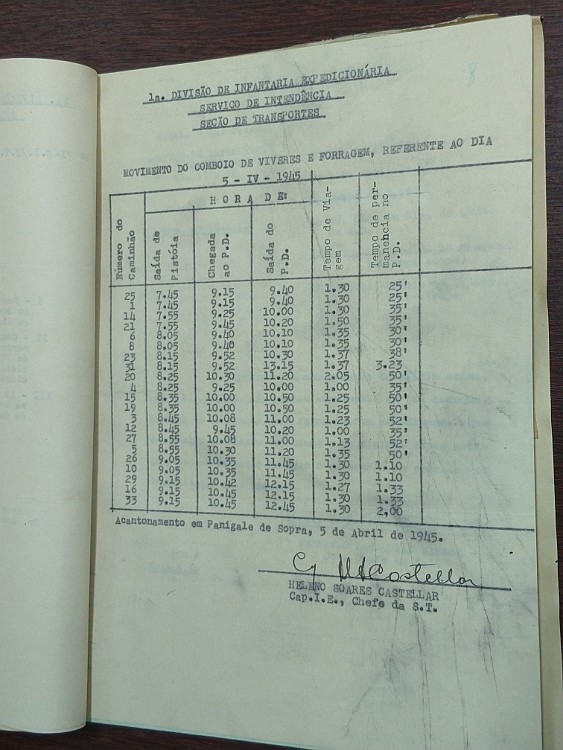 8
1a. DIVISÃO DE INFANTARIA EXPEDICIONÁRIA
SERVIÇO DE INTENDÊNCIA
SEÇÃO DE TRANSPORTES
MOVIMENTO DO COMBOIO DE VIVERES E FORRAGEM, REFERENTE AO DIA
5 - IV - 1945
HORA DE:
Número do Caminhão Saída de Pistóia Chegada ao P.D. Saída do P.D. Tempo de Viagem Tempo de permanência no P.D.
25 7.45 9.15 9.40 1.30 25'
1 7.45 9.15 9.40 1.30 25'
14 7.55 9.25 10.00 1.30 35'
21 7.55 9.45 10.20 1.50 35'
6 8.05 9.40 10.10 1.35 30'
8 8.05 9.40 10.10 1.35 30'
23 8.15 9.52 10.30 1.37 38'
31 8.15 9.52 13.15 1.37 3.23
20 8.25 10.30 11.20 2.05 50'
4 8.25 9.25 10.00 1.00 35'
15 8.35 10.00 10.50 1.25 50'
19 8.35 10.00 10.50 1.25 50'
3 8.45 10.08 11.00 1.23 52'
12 8.45 9.45 10.20 1.00 35'
27 8.55 10.08 11.00 1.13 52'
5 8.55 10.30 11.20 1.35 50'
26 9.05 10.35 11.45 1.30 1.10
10 9.05 10.35 11.45 1.30 1.10
29 9.15 10.42 12.15 1.27 1.33
16 9.15 10.45 12.15 1.30 1.33
33 9.15 10.45 12.45 1.30 2,00
Acantonamento em Panigale de Sopra, 5 de Abril de 1945.
HELENO SOARES CASTELLAR
Cap.I.E., Chefe da S.T.